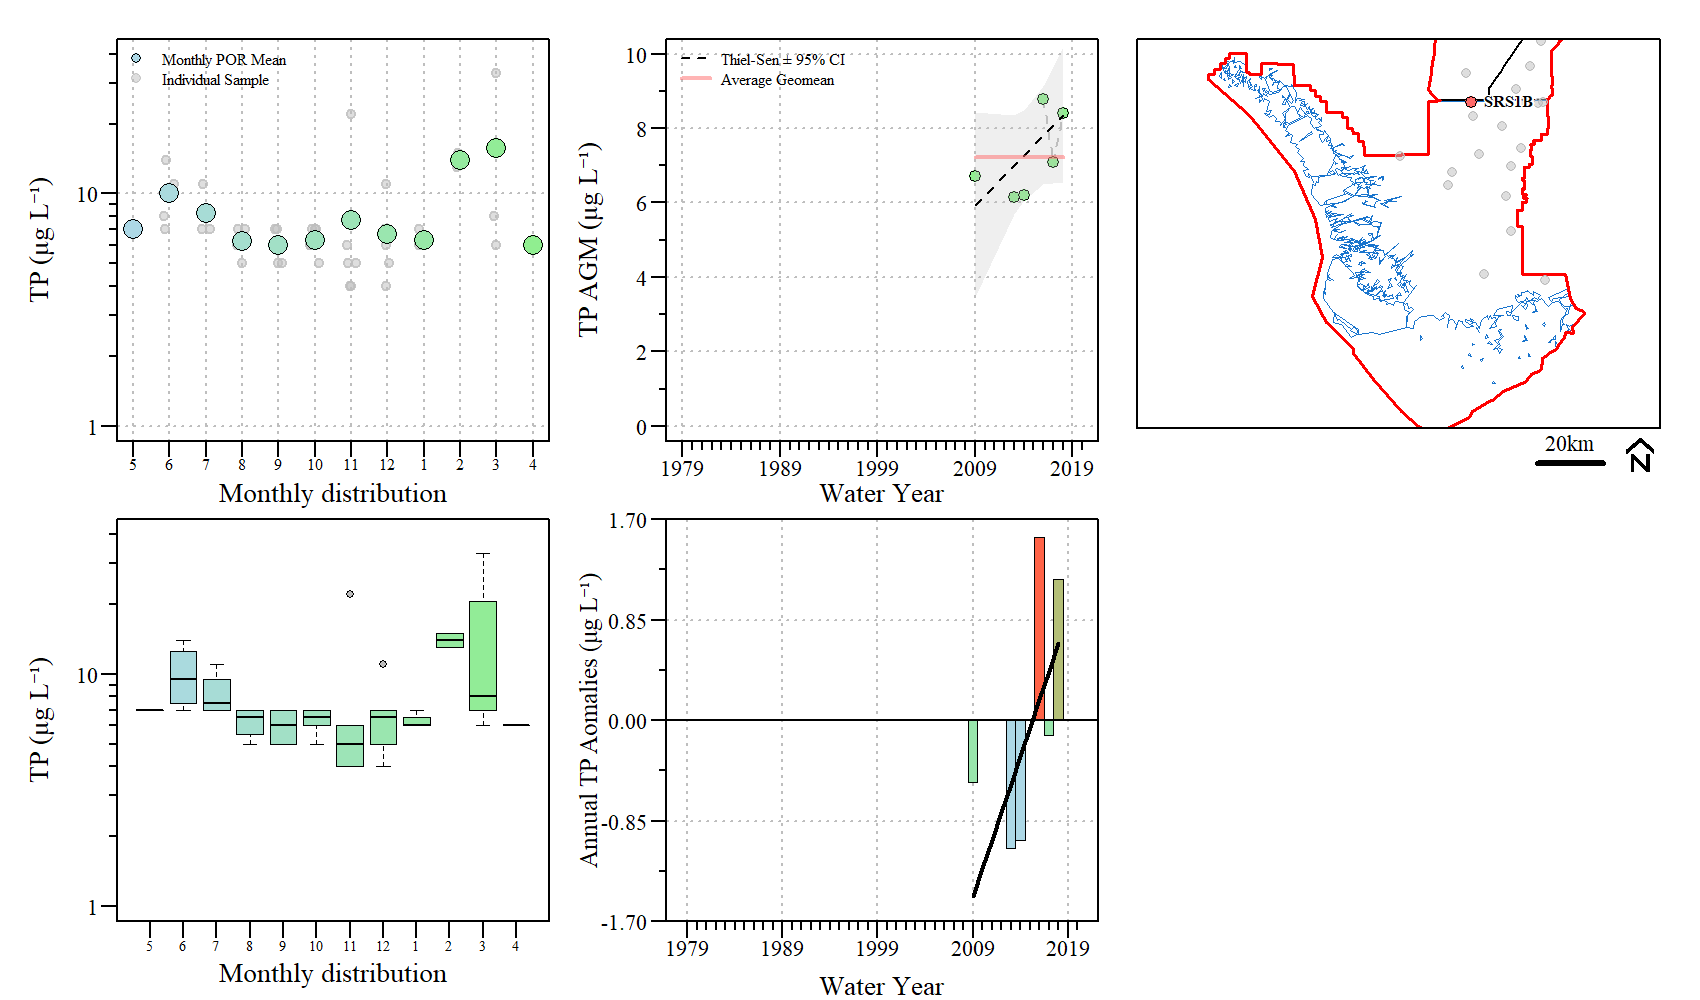 Monthly POR Mean
Individual Sample
10
1
TP (µg L⁻¹)
5 6 7 8 9 10 11 12 1 2 3 4
Monthly distribution
Thiel-Sen ± 95% CI
Average Geomean
10
8
6
4
2
0
TP AGM (µg L⁻¹)
1979 1989 1999 2009 2019
Water Year
SRS1B
20km
N
10
1
TP (µg L⁻¹)
5 6 7 8 9 10 11 12 1 2 3 4
Monthly distribution
1.70
0.85
0.00
-0.85
-1.70
Annual TP Aomalies (µg L⁻¹)
1979 1989 1999 2009 2019
Water Year